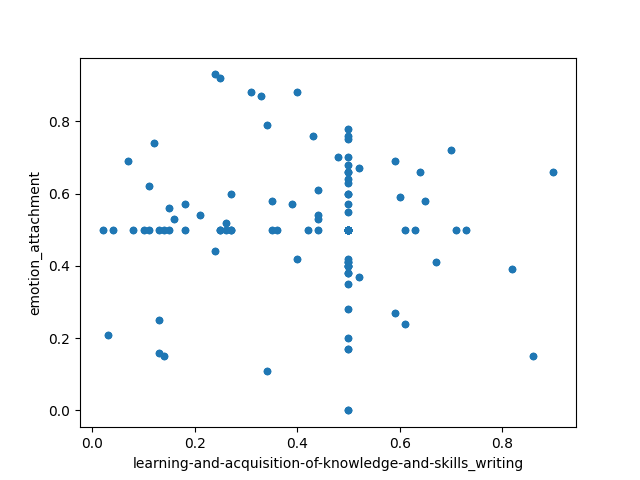 0.8
0.6
0.4
0.2
0.0
emotion_attachment
0.0 0.2 0.4 0.6 0.8
learning-and-acquisition-of-knowledge-and-skills_writing